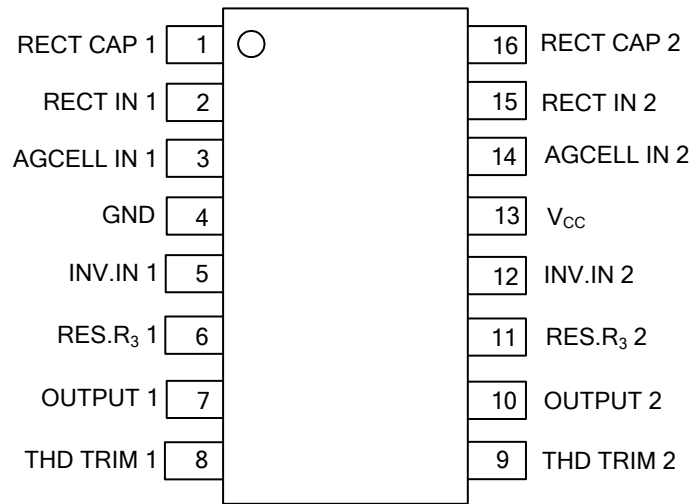 RECT CAP 1 1 16 RECT CAP 2
RECT IN 1 2 15 RECT IN 2
AGCELL IN 1 3 14 AGCELL IN 2
GND 4 13 V_CC
INV.IN 1 5 12 INV.IN 2
RES.R₃ 1 6 11 RES.R₃ 2
OUTPUT 1 7 10 OUTPUT 2
THD TRIM 1 8 9 THD TRIM 2